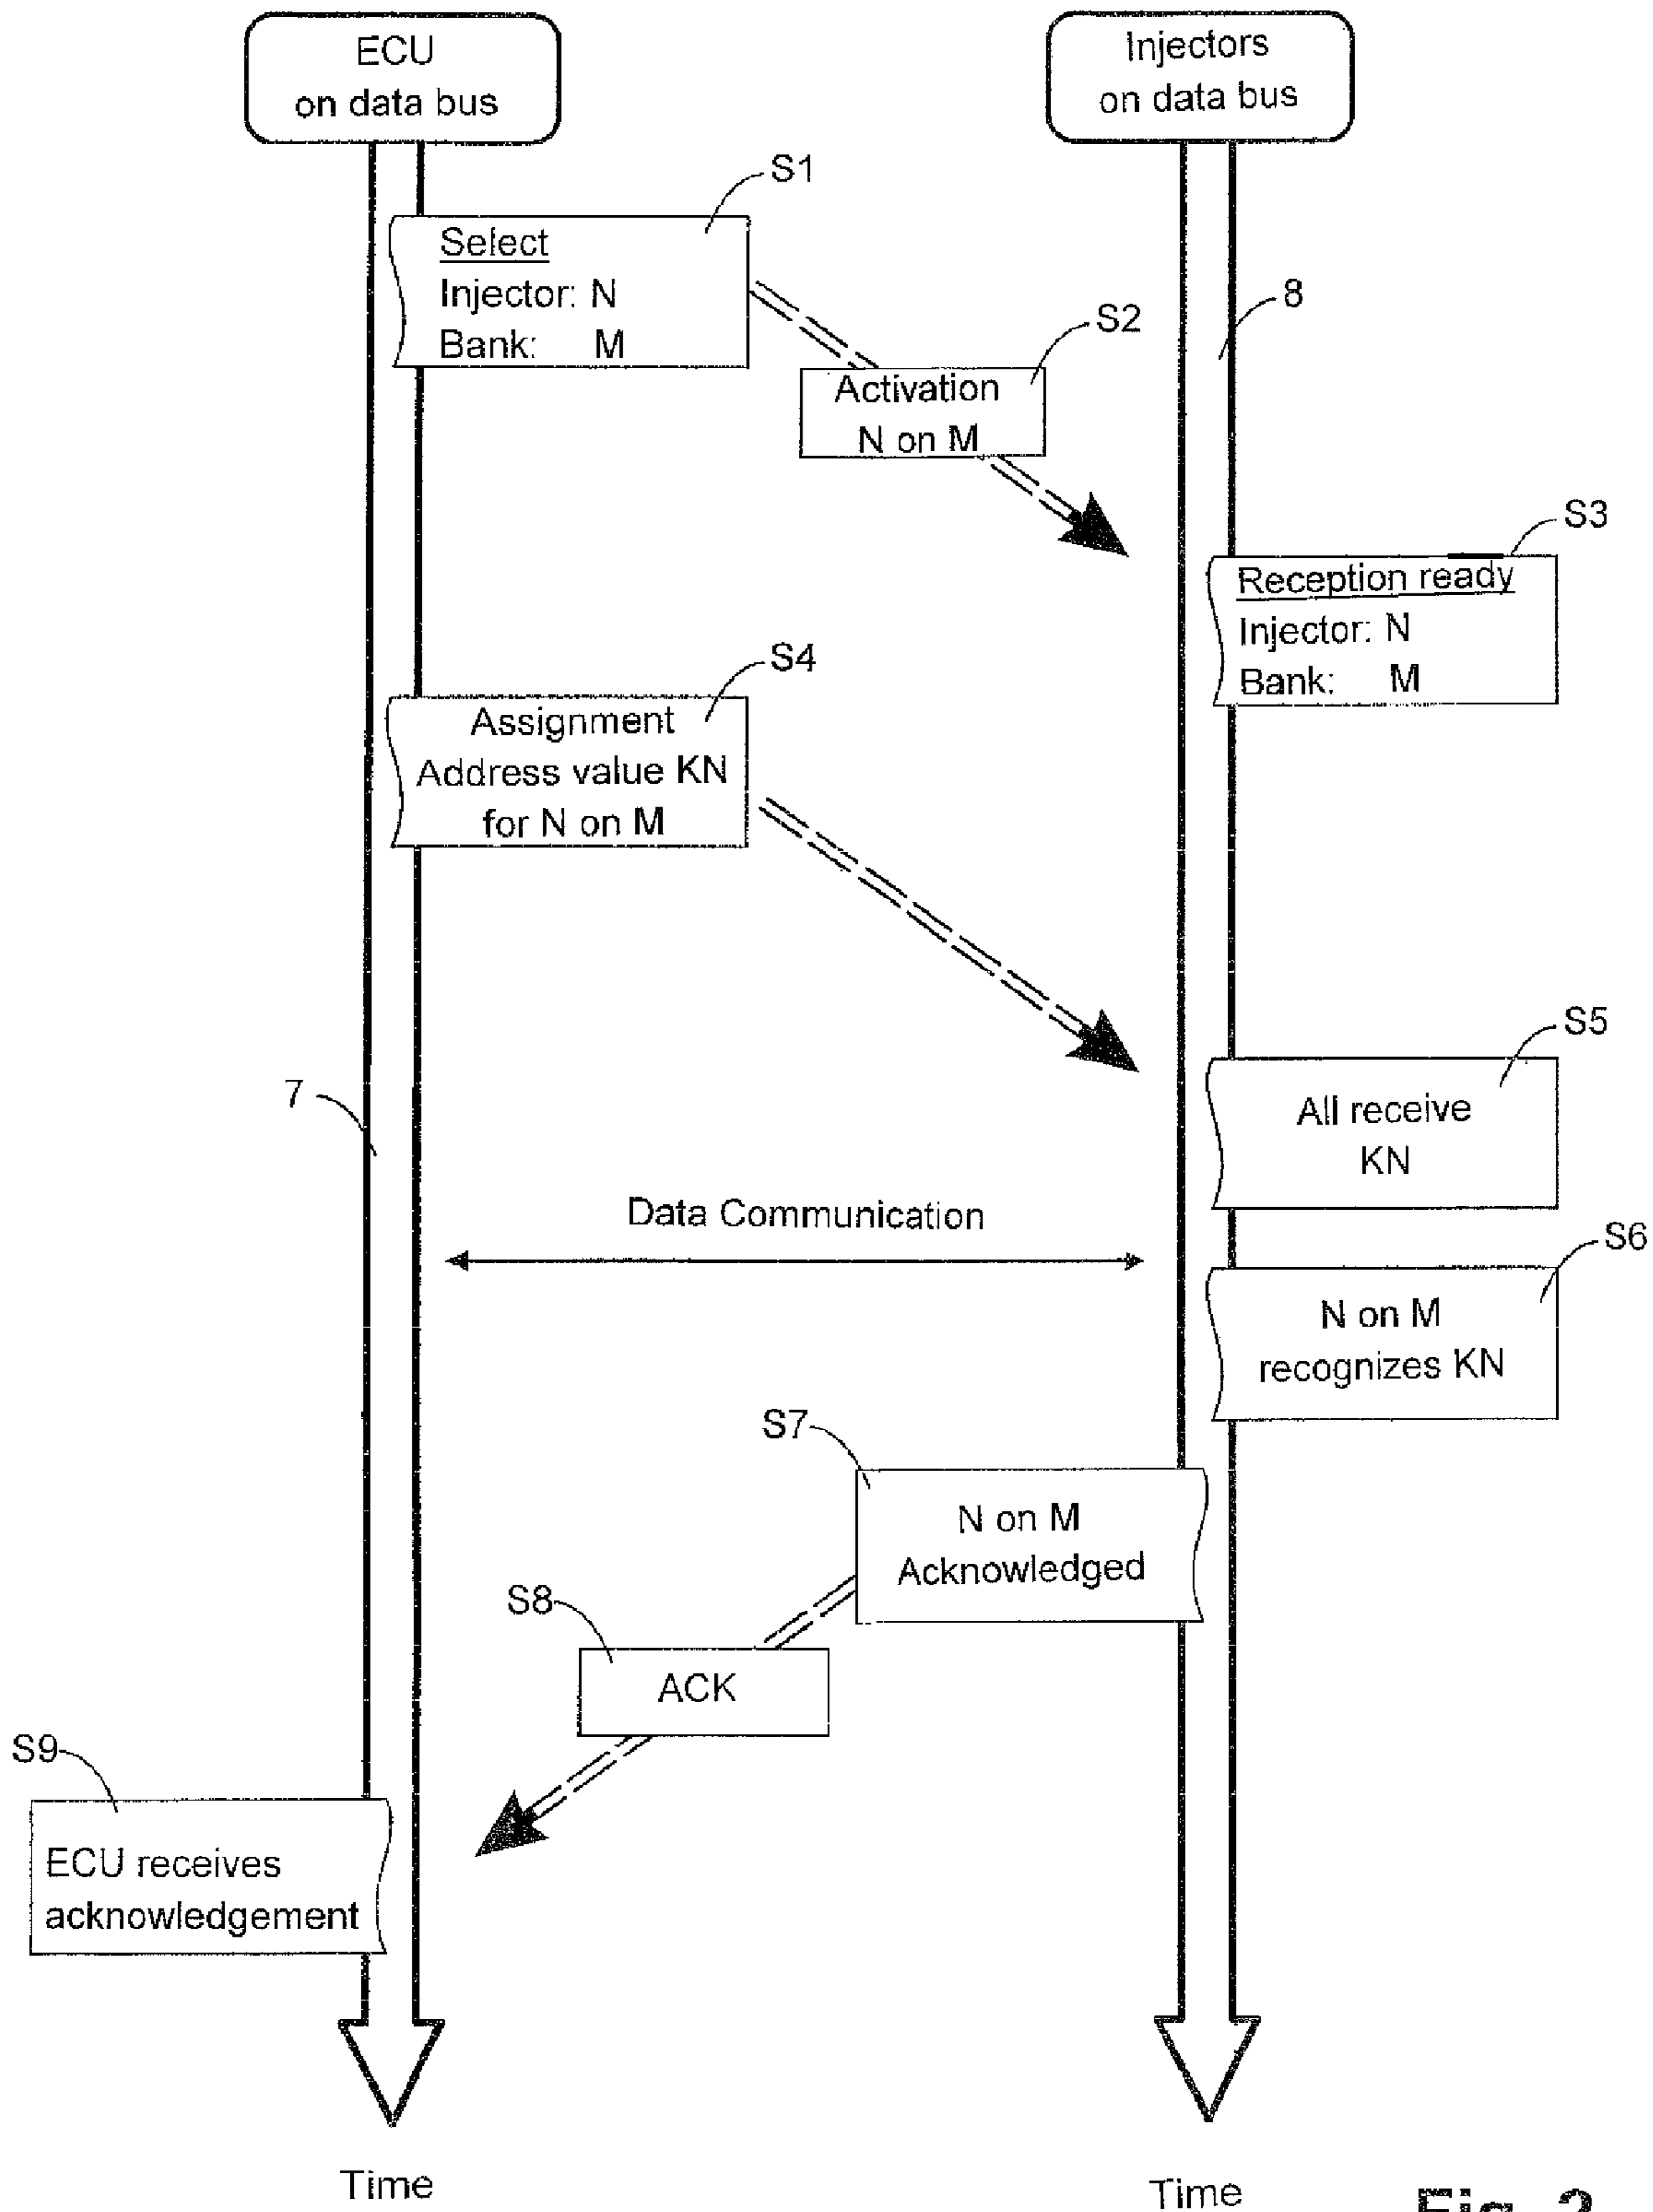 ECU
on data bus
Injectors
on data bus
S1
Select
Injector: N
Bank: M
8
S2
Activation
N on M
S3
Reception ready
Injector: N
Bank: M
S4
Assignment
Address value KN
for N on M
S5
All receive
KN
7
Data Communication
S6
N on M
recognizes KN
S7
N on M
Acknowledged
S8
ACK
S9
ECU receives
acknowledgement
Time
Time